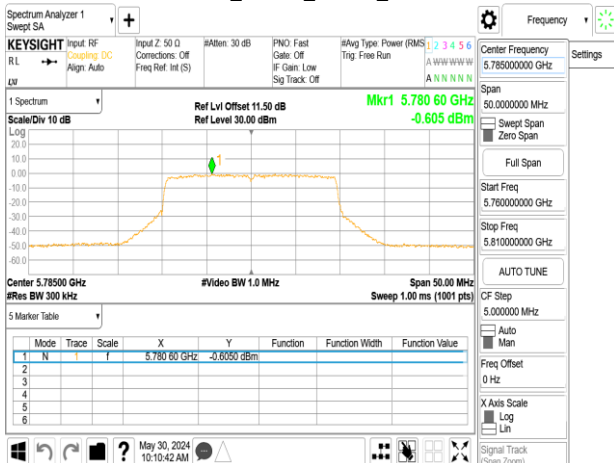 Spectrum Analyzer 1
Swept SA
Frequency
KEYSIGHT
RL
Input: RF
Coupling: DC
Align: Auto
Input Z: 50 Ω
Corrections: Off
Freq Ref: Int (S)
#Atten: 30 dB
PNO: Fast
Gate: Off
IF Gain: Low
Sig Track: Off
#Avg Type: Power (RMS
Trig: Free Run
1 2 3 4 5 6
A W W W W W
A N N N N N
Settings
1 Spectrum
Scale/Div 10 dB
Ref Lvl Offset 11.50 dB
Ref Level 30.00 dBm
Mkr1 5.780 60 GHz
-0.605 dBm
Log
20.0
10.0
0.00
-10.0
-20.0
-30.0
-40.0
-50.0
-60.0
1
Center 5.78500 GHz
#Res BW 300 kHz
#Video BW 1.0 MHz
Span 50.00 MHz
Sweep 1.00 ms (1001 pts)
5 Marker Table
Mode Trace Scale X Y Function Function Width Function Value
1 N 1 f 5.780 60 GHz -0.6050 dBm
2
3
4
5
6
May 30, 2024
10:10:42 AM
Center Frequency
5.785000000 GHz
Span
50.0000000 MHz
Swept Span
Zero Span
Full Span
Start Freq
5.760000000 GHz
Stop Freq
5.810000000 GHz
AUTO TUNE
CF Step
5.000000 MHz
Auto
Man
Freq Offset
0 Hz
X Axis Scale
Log
Lin
Signal Track
(Span Zoom)